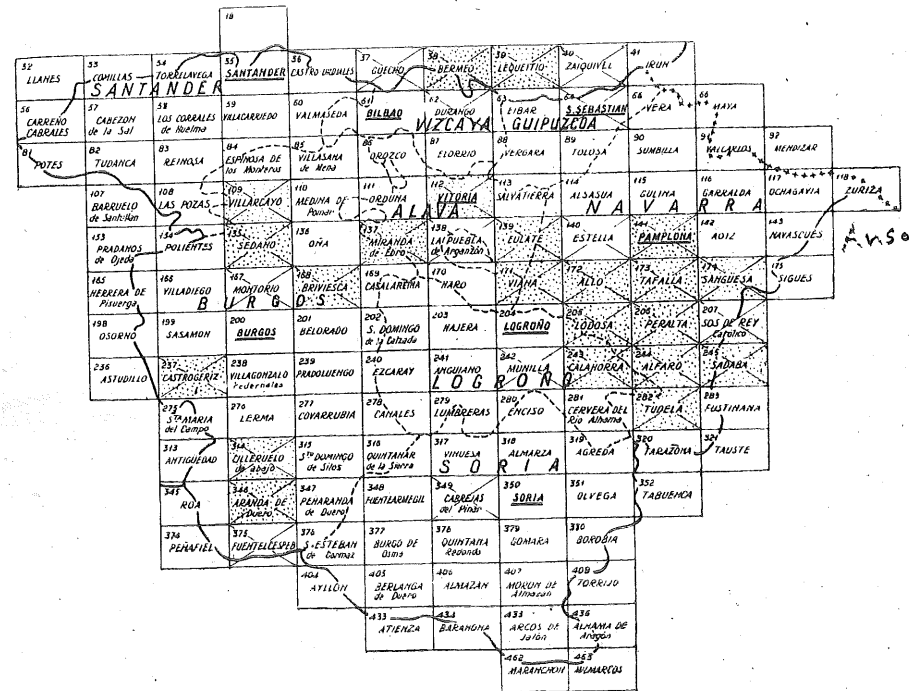 18
32 LLANES
33 COMILLAS
34 TORRELAVEGA
35 SANTANDER
36 CASTRO URDIALES
37 GUECHO
38 BERMEO
39 LEQUEITIO
40 ZAIQUIVEL
41 IRUN
SANTANDER
56 CARREÑO CABRALES
57 CABEZON de la Sal
58 LOS CORRALES de Huelma
59 VILLACARRIEDO
60 VALMASEDA
61 BILBAO
62 DURANGO
63 EIBAR
64 S.SEBASTIAN
65 VERA
66 MAYA
VIZCAYA
GUIPUZCOA
81 POTES
82 TUDANCA
83 REINOSA
84 ESPINOSA DE los Monteros
85 VILLASANA de Mena
86 OROZCO
87 ELORRIO
88 VERGARA
89 TOLOSA
90 SUMBILLA
91 VALCARLOS
92 MENDIZAR
107 BARRUELO de Santullan
108 LAS POZAS
109 VILLARCAYO
110 MEDINA DE Pomar
111 ORDUÑA
112 VITORIA
113 SALVATIERRA
114 ALSASUA
115 GULINA
116 GARRALDA
117 OCHAGAVIA
118 ZURIZA
ALAVA
NAVARRA
133 PRADANOS de Ojeda
134 POLIENTES
135 SEDANO
136 OÑA
137 MIRANDA de Ebro
138 LA PUEBLA de Arganzón
139 EULATE
140 ESTELLA
141 PAMPLONA
142 AOIZ
143 NAVASCUES
Anso
165 HERRERA DE Pisuerga
166 VILLADIEGO
167 MONTORIO
168 BRIVIESCA
169 CASALAREINA
170 HARO
171 VIANA
172 ALLO
173 TAFALLA
174 SANGUESA
175 SIGUES
BURGOS
198 OSORNO
199 SASAMON
200 BURGOS
201 BELORADO
202 S. DOMINGO de la Calzada
203 NAJERA
204 LOGROÑO
205 LODOSA
206 PERALTA
207 SOS DE REY Catolico
236 ASTUDILLO
237 CASTROGERIZ
238 VILLAGONZALO Pedernales
239 PRADOLUENGO
240 EZCARAY
241 ANGUIANO
242 MUNILLA
243 CALAHORRA
244 ALFARO
245 SADABA
LOGROÑO
275 Sta MARIA del Campo
276 LERMA
277 COVARRUBIA
278 CANALES
279 LUMBRERAS
280 ENCISO
281 CERVERA DEL Rio Alhama
282 TUDELA
283 FUSTIÑANA
313 ANTIGÜEDAD
314 CILLERUELO de abajo
315 Sto DOMINGO de Silos
316 QUINTANAR de la Sierra
317 VINUESA
318 ALMARZA
319 AGREDA
320 TARAZONA
321 TAUSTE
SORIA
345 ROA
346 ARANDA DE Duero
347 PEÑARANDA de Duero
348 FUENTEARMEGIL
349 CABREJAS del Pinar
350 SORIA
351 OLVEGA
352 TABUENCA
374 PEÑAFIEL
375 FUENTELCESPED
376 S.ESTEBAN de Gormaz
377 BURGO DE Osma
378 QUINTANA Redonda
379 GOMARA
380 BOROBIA
404 AYLLON
405 BERLANGA de Duero
406 ALMAZAN
407 MORON DE Almazan
408 TORRIJO
433 ATIENZA
434 BARAHONA
435 ARCOS DE Jalón
436 ALHAMA DE Aragón
462 MARANCHON
463 MILMARCOS